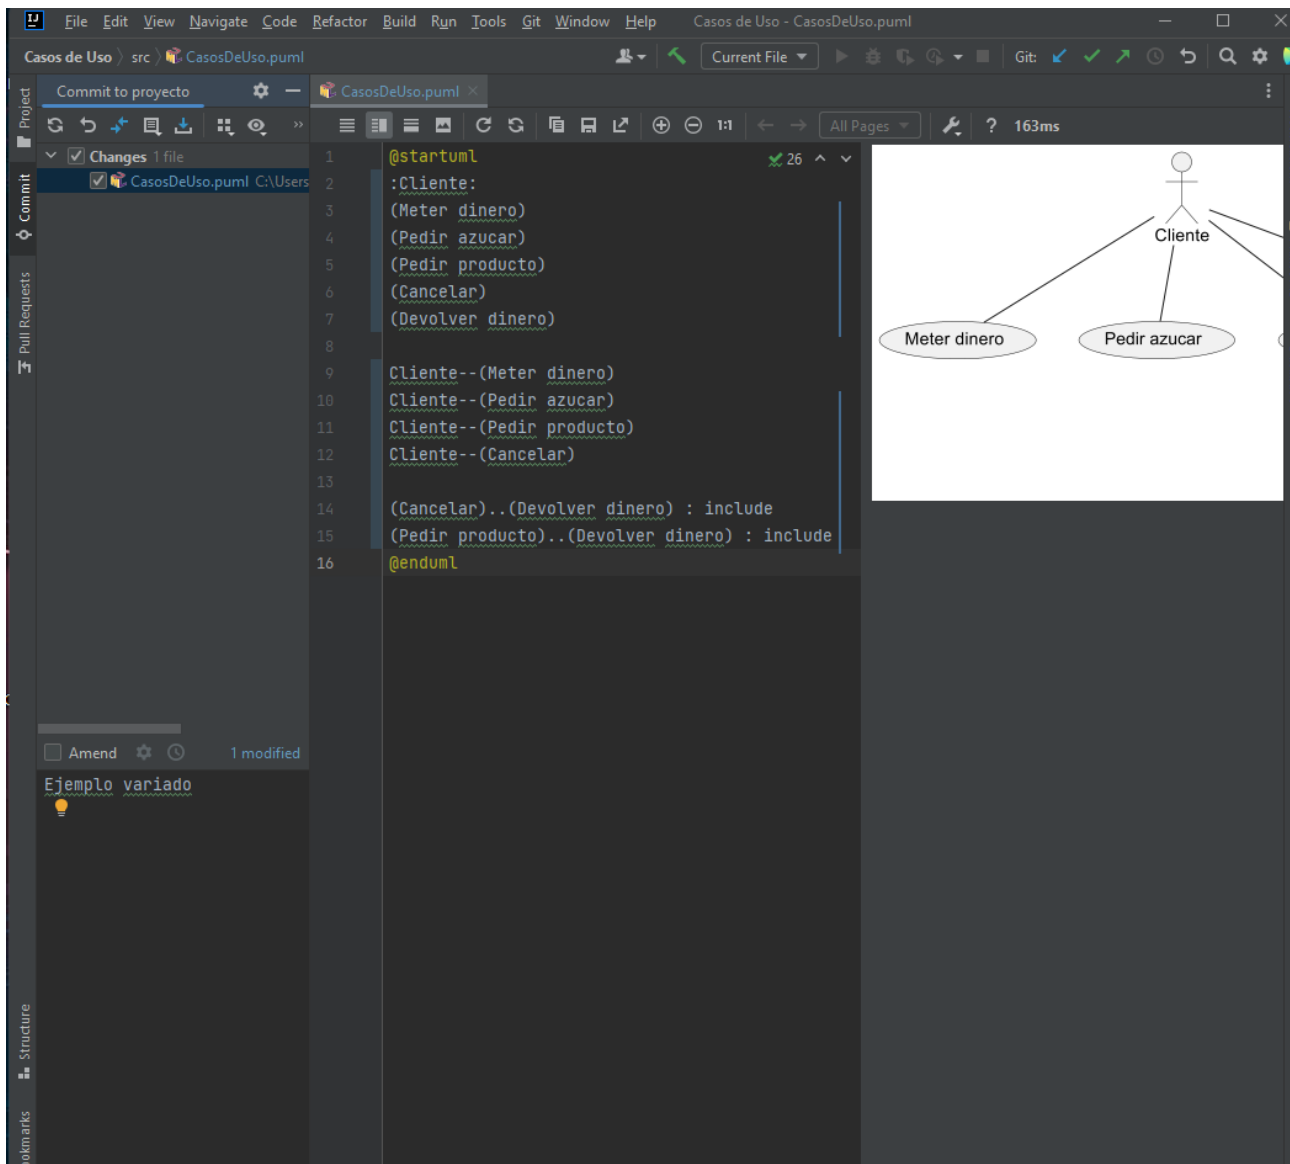 File Edit View Navigate Code Refactor Build Run Tools Git Window Help Casos de Uso - CasosDeUso.puml
Casos de Uso src CasosDeUso.puml Current File Git:
Project
Commit
Pull Requests
Structure
Commit to proyecto
Changes 1 file
CasosDeUso.puml C:\Users
Amend 1 modified
Ejemplo variado
CasosDeUso.puml
1:1 All Pages ? 163ms
26
1 @startuml
2 :Cliente:
3 (Meter dinero)
4 (Pedir azucar)
5 (Pedir producto)
6 (Cancelar)
7 (Devolver dinero)
8
9 Cliente--(Meter dinero)
10 Cliente--(Pedir azucar)
11 Cliente--(Pedir producto)
12 Cliente--(Cancelar)
13
14 (Cancelar)..(Devolver dinero) : include
15 (Pedir producto)..(Devolver dinero) : include
16 @enduml
Cliente
Meter dinero Pedir azucar